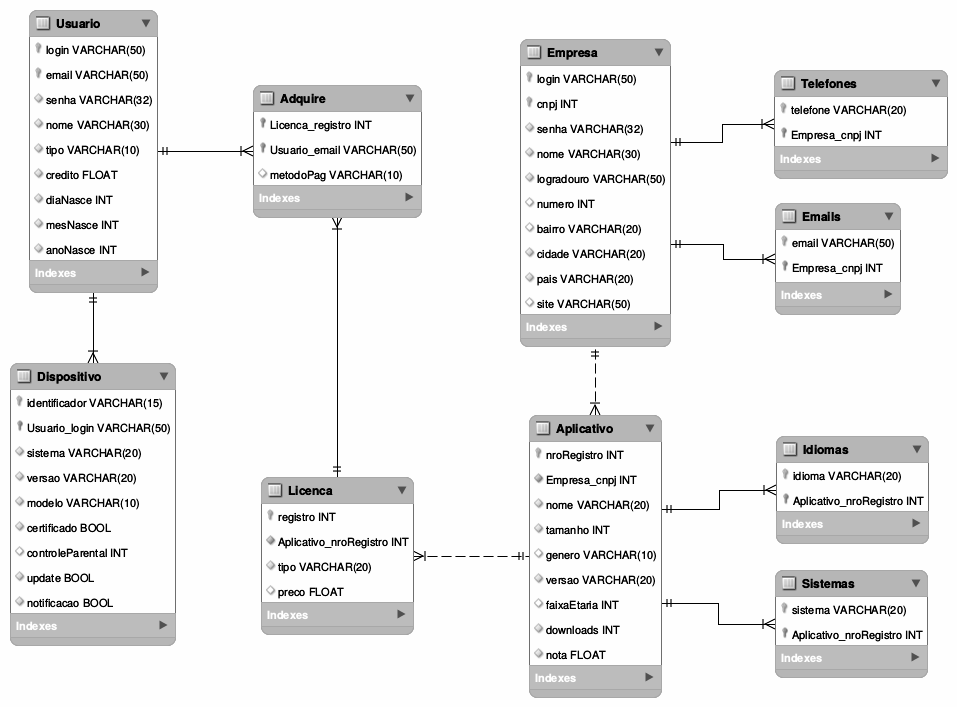 Usuario
login VARCHAR(50)
email VARCHAR(50)
senha VARCHAR(32)
nome VARCHAR(30)
tipo VARCHAR(10)
credito FLOAT
diaNasce INT
mesNasce INT
anoNasce INT
Indexes
Adquire
Licenca_registro INT
Usuario_email VARCHAR(50)
metodoPag VARCHAR(10)
Indexes
Empresa
login VARCHAR(50)
cnpj INT
senha VARCHAR(32)
nome VARCHAR(30)
logradouro VARCHAR(50)
numero INT
bairro VARCHAR(20)
cidade VARCHAR(20)
pais VARCHAR(20)
site VARCHAR(50)
Indexes
Telefones
telefone VARCHAR(20)
Empresa_cnpj INT
Indexes
Emails
email VARCHAR(50)
Empresa_cnpj INT
Indexes
Dispositivo
identificador VARCHAR(15)
Usuario_login VARCHAR(50)
sistema VARCHAR(20)
versao VARCHAR(20)
modelo VARCHAR(10)
certificado BOOL
controleParental INT
update BOOL
notificacao BOOL
Indexes
Licenca
registro INT
Aplicativo_nroRegistro INT
tipo VARCHAR(20)
preco FLOAT
Indexes
Aplicativo
nroRegistro INT
Empresa_cnpj INT
nome VARCHAR(20)
tamanho INT
genero VARCHAR(10)
versao VARCHAR(20)
faixaEtaria INT
downloads INT
nota FLOAT
Indexes
Idiomas
idioma VARCHAR(20)
Aplicativo_nroRegistro INT
Indexes
Sistemas
sistema VARCHAR(20)
Aplicativo_nroRegistro INT
Indexes